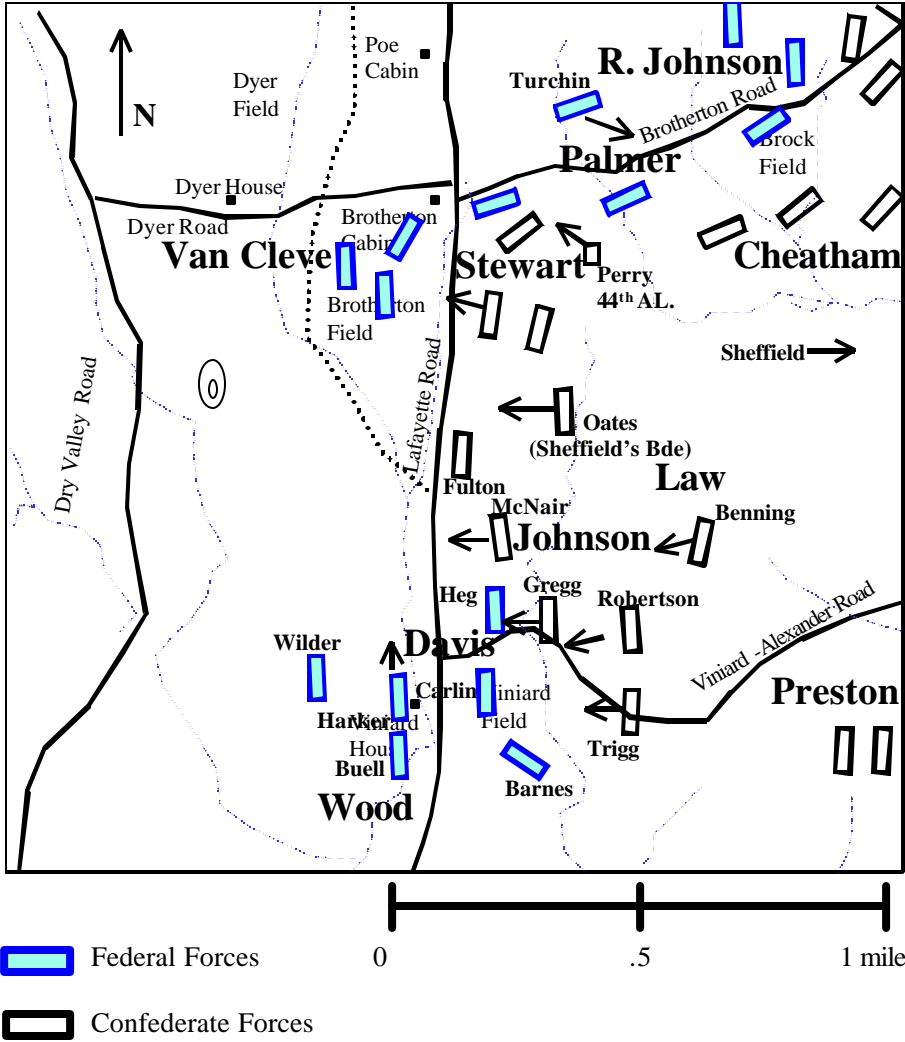 Poe
Cabin
R. Johnson
Dyer
Field
Turchin
N
Brotherton Road
Palmer
Brock
Field
Dyer House
Dyer Road
Brotherton
Cabin
Van Cleve
Stewart
Cheatham
Perry
44th AL.
Brotherton
Field
Sheffield
Dry Valley Road
Lafayette Road
Oates
(Sheffield's Bde)
Law
Fulton
McNair
Benning
Johnson
Heg
Gregg
Robertson
Viniard -Alexander Road
Wilder
Davis
Carlin
Viniard
Field
Preston
Harker
Viniard
House
Buell
Trigg
Barnes
Wood
Federal Forces
0
.5
1 mile
Confederate Forces